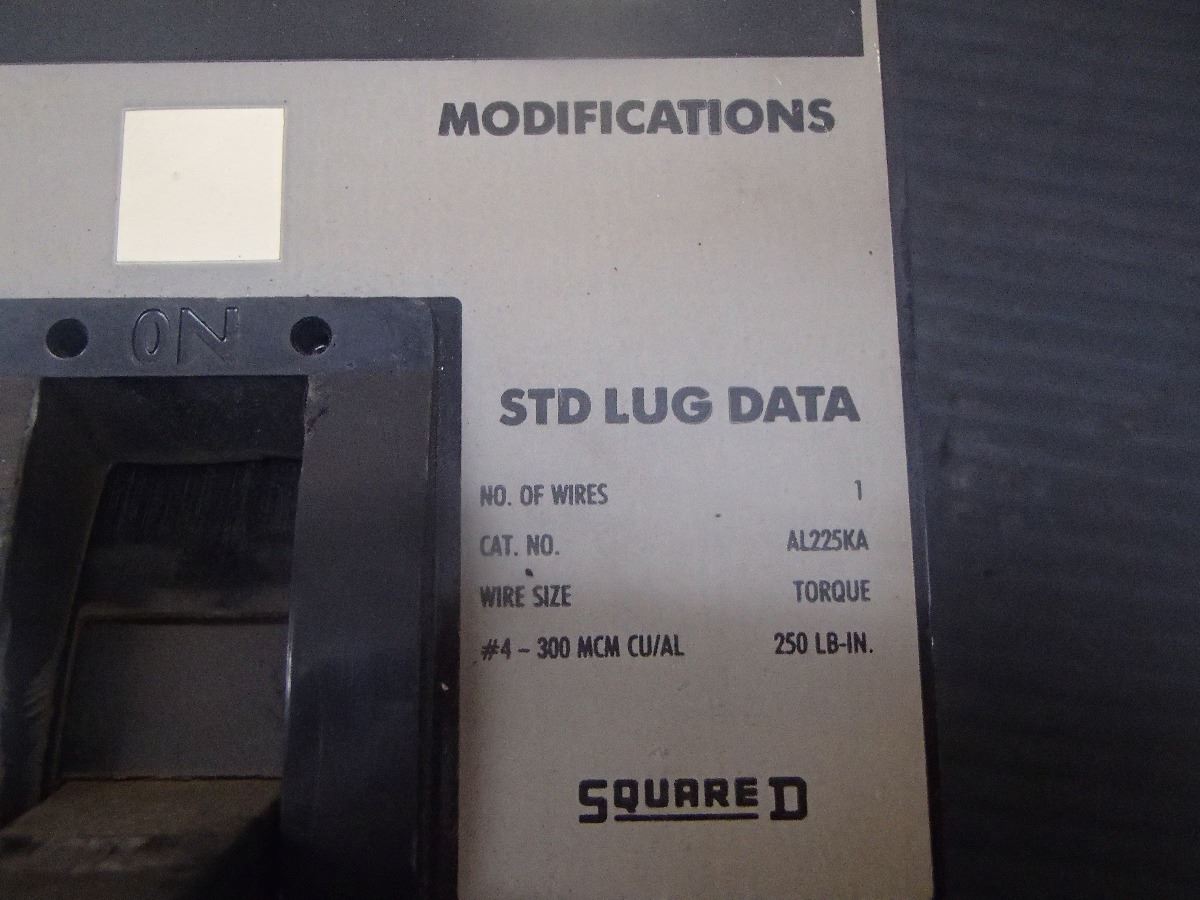 MODIFICATIONS
ON
STD LUG DATA
NO. OF WIRES 1
CAT. NO. AL225KA
WIRE SIZE TORQUE
#4 - 300 MCM CU/AL 250 LB-IN.
SQUARE D